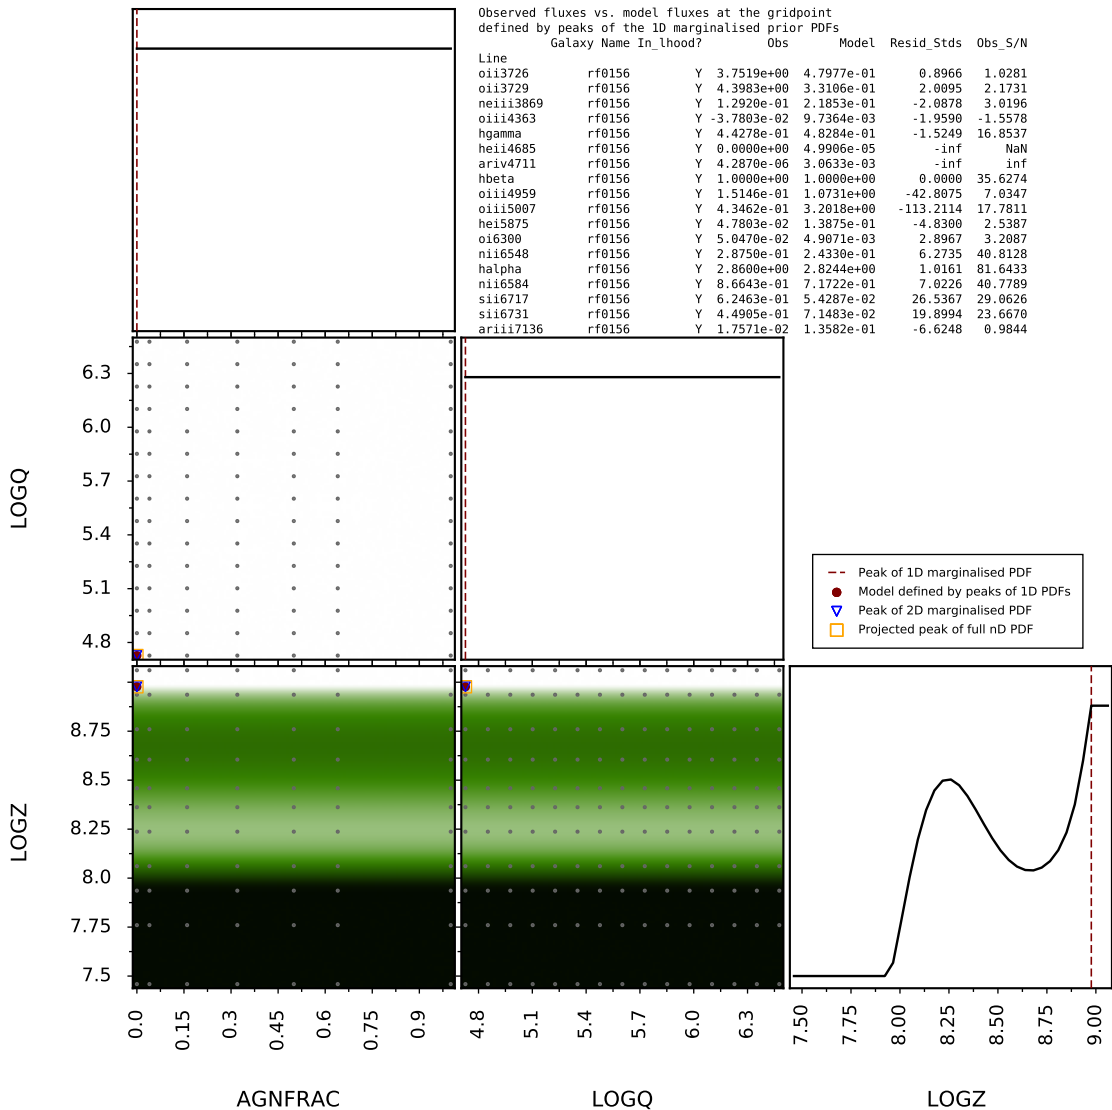 Observed fluxes vs. model fluxes at the gridpoint
defined by peaks of the 1D marginalised prior PDFs
Galaxy Name In_lhood? Obs Model Resid_Stds Obs_S/N
Line
oii3726 rf0156 Y 3.7519e+00 4.7977e-01 0.8966 1.0281
oii3729 rf0156 Y 4.3983e+00 3.3106e-01 2.0095 2.1731
neiii3869 rf0156 Y 1.2920e-01 2.1853e-01 -2.0878 3.0196
oiii4363 rf0156 Y -3.7803e-02 9.7364e-03 -1.9590 -1.5578
hgamma rf0156 Y 4.4278e-01 4.8284e-01 -1.5249 16.8537
heii4685 rf0156 Y 0.0000e+00 4.9906e-05 -inf NaN
ariv4711 rf0156 Y 4.2870e-06 3.0633e-03 -inf inf
hbeta rf0156 Y 1.0000e+00 1.0000e+00 0.0000 35.6274
oiii4959 rf0156 Y 1.5146e-01 1.0731e+00 -42.8075 7.0347
oiii5007 rf0156 Y 4.3462e-01 3.2018e+00 -113.2114 17.7811
hei5875 rf0156 Y 4.7803e-02 1.3875e-01 -4.8300 2.5387
oi6300 rf0156 Y 5.0470e-02 4.9071e-03 2.8967 3.2087
nii6548 rf0156 Y 2.8750e-01 2.4330e-01 6.2735 40.8128
halpha rf0156 Y 2.8600e+00 2.8244e+00 1.0161 81.6433
nii6584 rf0156 Y 8.6643e-01 7.1722e-01 7.0226 40.7789
sii6717 rf0156 Y 6.2463e-01 5.4287e-02 26.5367 29.0626
sii6731 rf0156 Y 4.4905e-01 7.1483e-02 19.8994 23.6670
ariii7136 rf0156 Y 1.7571e-02 1.3582e-01 -6.6248 0.9844
LOGQ
6.3
6.0
5.7
5.4
5.1
4.8
Peak of 1D marginalised PDF
Model defined by peaks of 1D PDFs
Peak of 2D marginalised PDF
Projected peak of full nD PDF
LOGZ
8.75
8.5
8.25
8.0
7.75
7.5
0.0 0.15 0.3 0.45 0.6 0.75 0.9
4.8 5.1 5.4 5.7 6.0 6.3
7.50 7.75 8.00 8.25 8.50 8.75 9.00
AGNFRAC LOGQ LOGZ